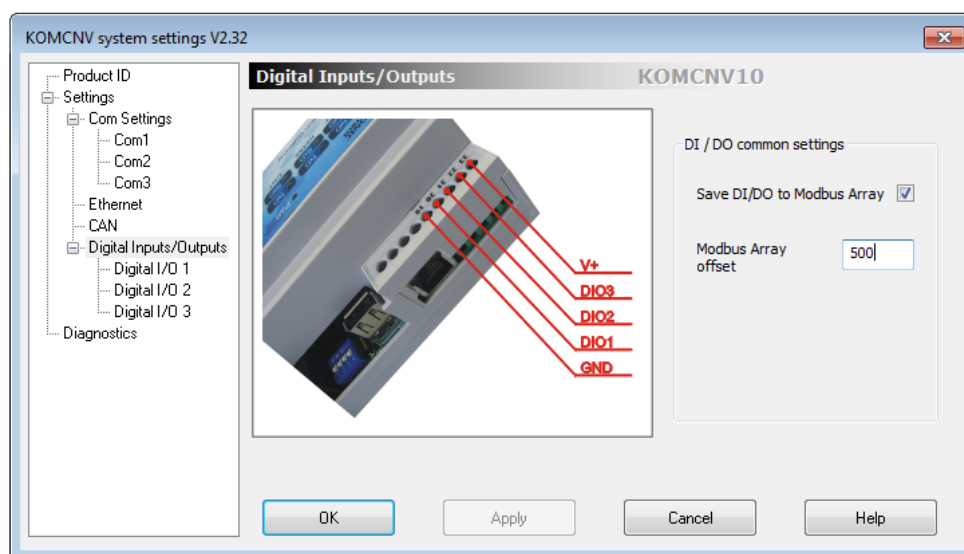 KOMCNV system settings V2.32
Product ID
Settings
Com Settings
Com1
Com2
Com3
Ethernet
CAN
Digital Inputs/Outputs
Digital I/O 1
Digital I/O 2
Digital I/O 3
Diagnostics
Digital Inputs/Outputs
KOMCNV10
V+
DIO3
DIO2
DIO1
GND
DI / DO common settings
Save DI/DO to Modbus Array
Modbus Array
offset
500
OK
Apply
Cancel
Help